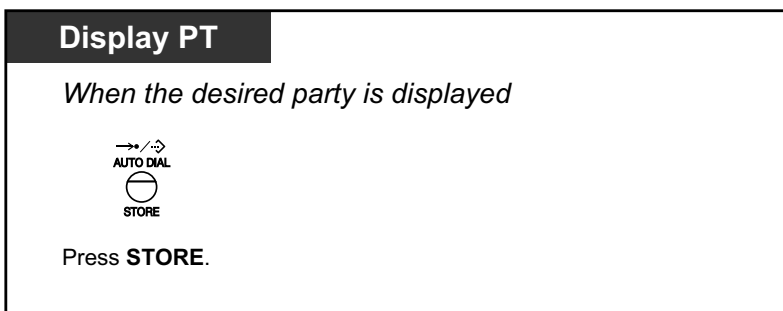 Display PT
When the desired party is displayed
AUTO DIAL
STORE
Press STORE.